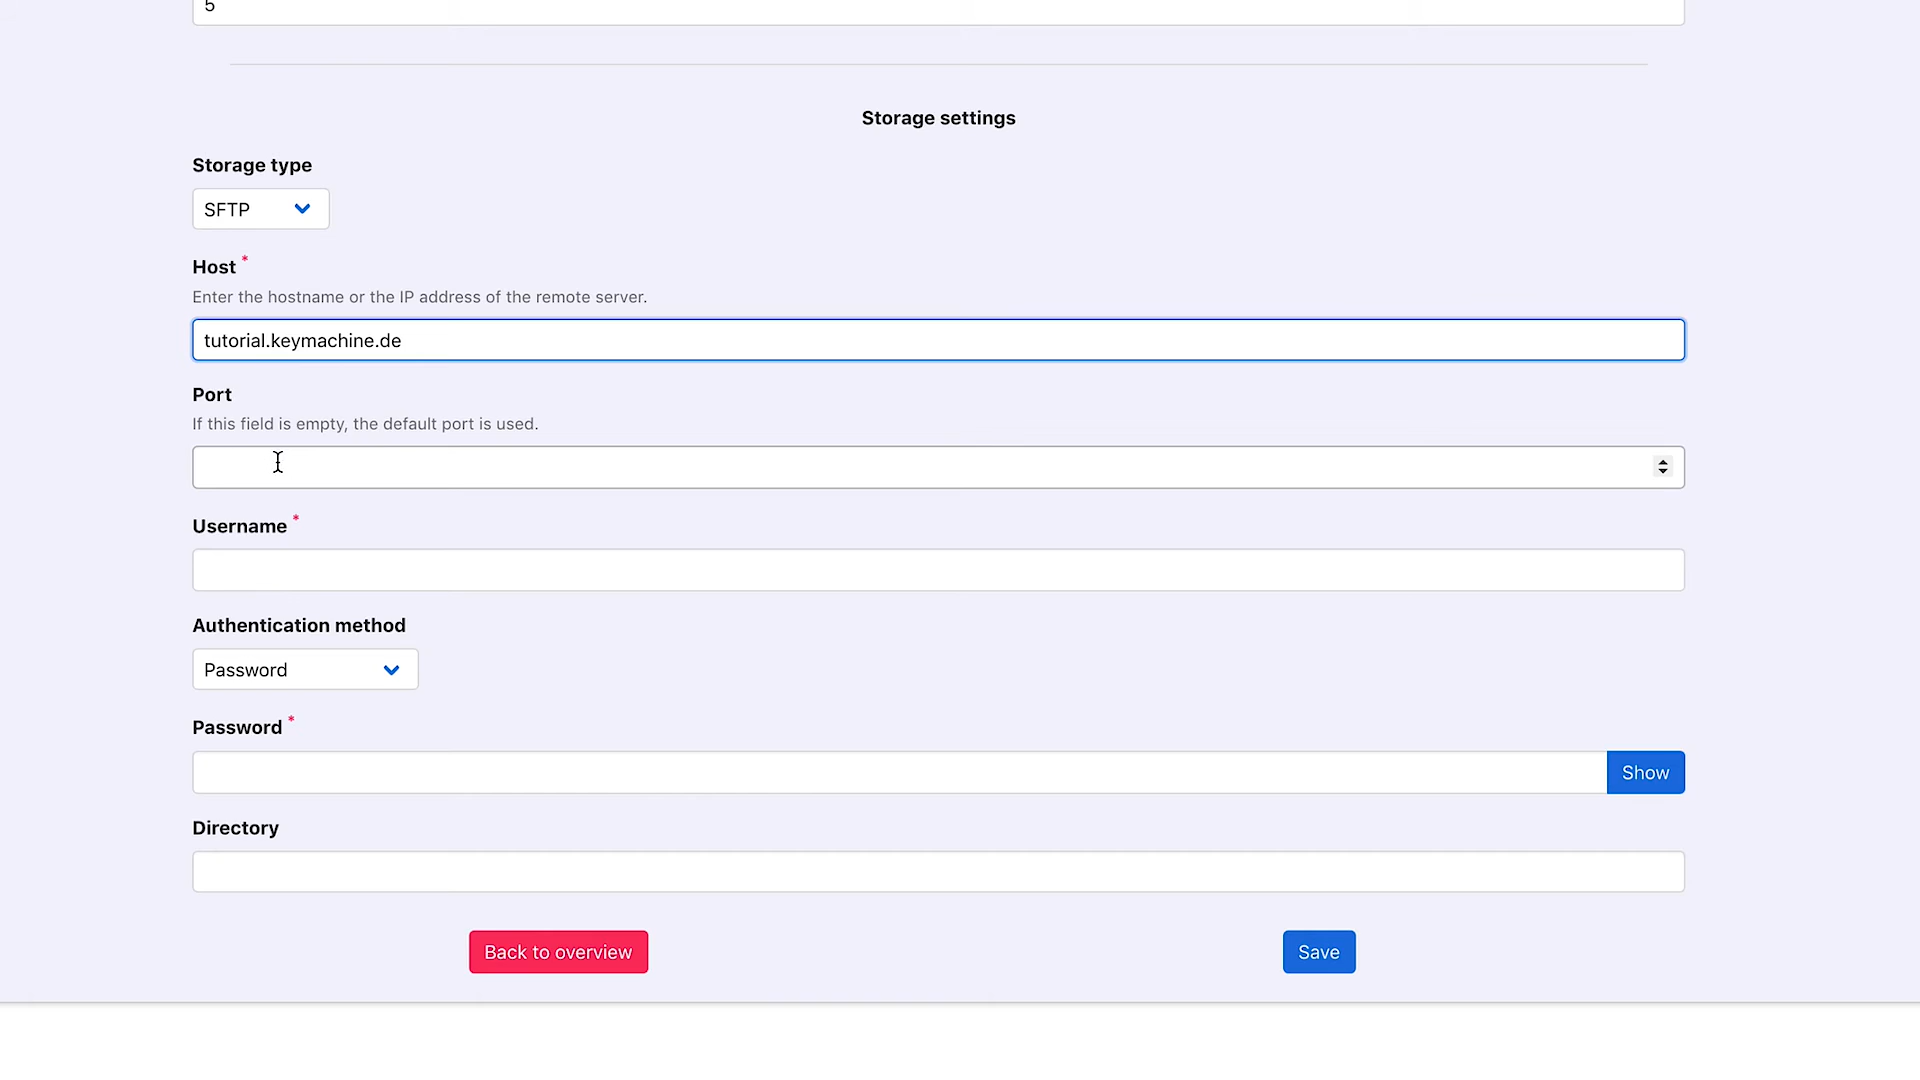 5
Storage settings
Storage type
SFTP
Host *
Enter the hostname or the IP address of the remote server.
tutorial.keymachine.de
Port
If this field is empty, the default port is used.
Username *
Authentication method
Password
Password *
Show
Directory
Back to overview
Save